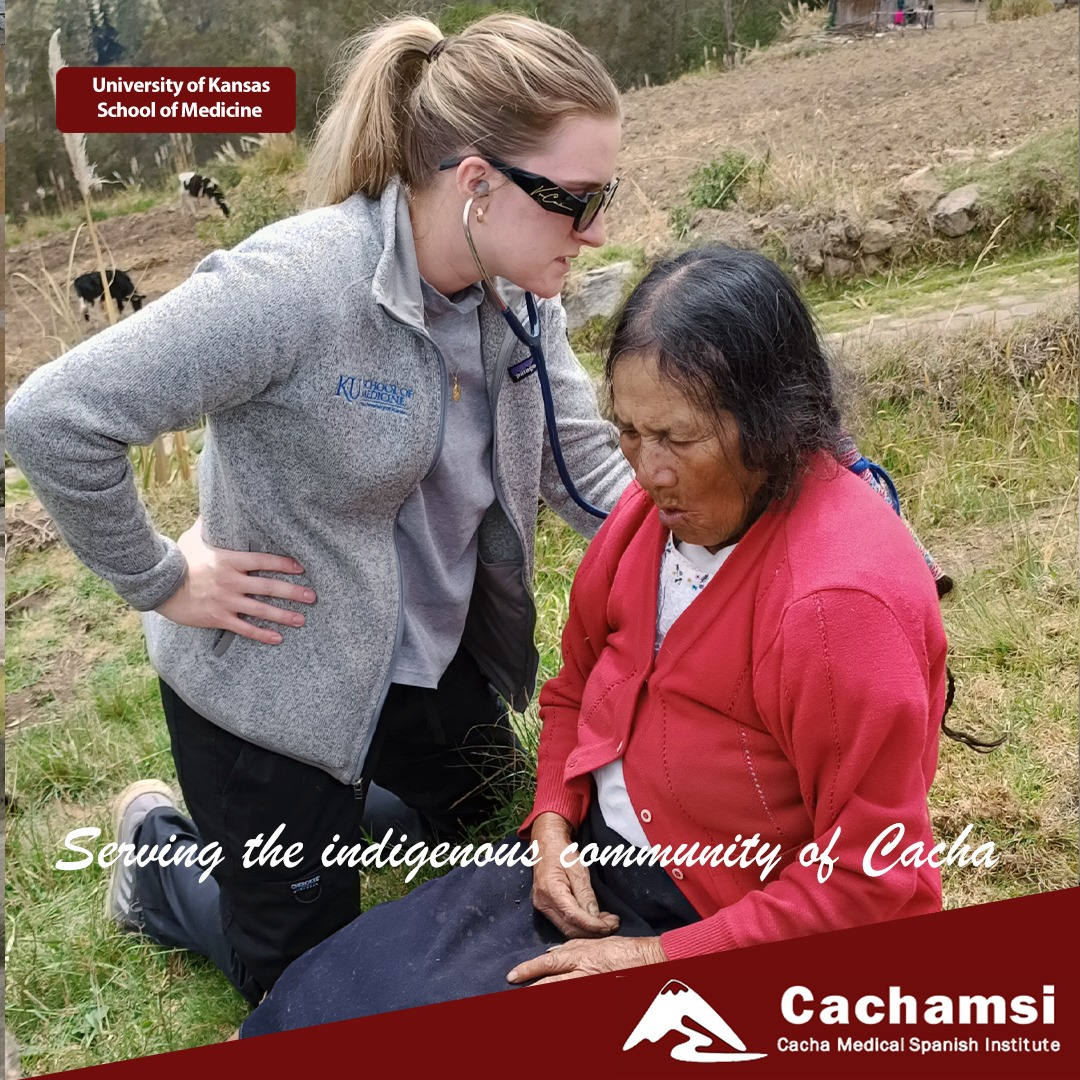 University of Kansas
School of Medicine
KU SCHOOL OF
MEDICINE
patago
Serving the indigenous community of Cacha
Cachamsi
Cacha Medical Spanish Institute